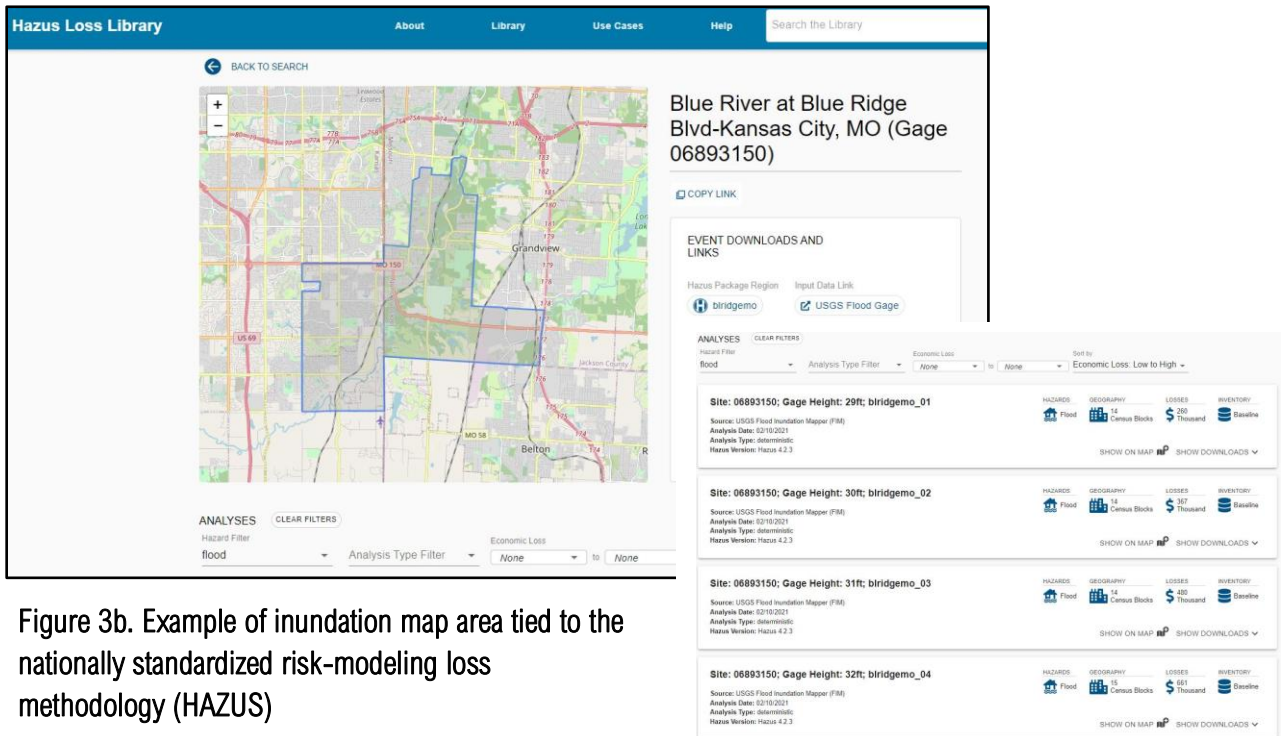 Hazus Loss Library
About
Library
Use Cases
Help
Search the Library
BACK TO SEARCH
+
−
US 69
MO 150
MO 58
Grandview
Belton
Jackson County
Blue River at Blue Ridge
Blvd-Kansas City, MO (Gage
06893150)
COPY LINK
EVENT DOWNLOADS AND
LINKS
Hazus Package Region
Input Data Link
blridgemo
USGS Flood Gage
ANALYSES
CLEAR FILTERS
Hazard Filter
flood
Analysis Type Filter
Economic Loss
None
to
None
ANALYSES
CLEAR FILTERS
Hazard Filter
flood
Analysis Type Filter
Economic Loss
None
to
None
Sort by
Economic Loss: Low to High
Site: 06893150; Gage Height: 29ft; blridgemo_01
Source: USGS Flood Inundation Mapper (FIM)
Analysis Date: 02/10/2021
Analysis Type: deterministic
Hazus Version: Hazus 4.2.3
HAZARDS
Flood
GEOGRAPHY
14
Census Blocks
LOSSES
$ 260
Thousand
INVENTORY
Baseline
SHOW ON MAP
SHOW DOWNLOADS
Site: 06893150; Gage Height: 30ft; blridgemo_02
Source: USGS Flood Inundation Mapper (FIM)
Analysis Date: 02/10/2021
Analysis Type: deterministic
Hazus Version: Hazus 4.2.3
HAZARDS
Flood
GEOGRAPHY
14
Census Blocks
LOSSES
$ 367
Thousand
INVENTORY
Baseline
SHOW ON MAP
SHOW DOWNLOADS
Site: 06893150; Gage Height: 31ft; blridgemo_03
Source: USGS Flood Inundation Mapper (FIM)
Analysis Date: 02/10/2021
Analysis Type: deterministic
Hazus Version: Hazus 4.2.3
HAZARDS
Flood
GEOGRAPHY
14
Census Blocks
LOSSES
$ 480
Thousand
INVENTORY
Baseline
SHOW ON MAP
SHOW DOWNLOADS
Site: 06893150; Gage Height: 32ft; blridgemo_04
Source: USGS Flood Inundation Mapper (FIM)
Analysis Date: 02/10/2021
Analysis Type: deterministic
Hazus Version: Hazus 4.2.3
HAZARDS
Flood
GEOGRAPHY
15
Census Blocks
LOSSES
$ 661
Thousand
INVENTORY
Baseline
SHOW ON MAP
SHOW DOWNLOADS
Figure 3b. Example of inundation map area tied to the
nationally standardized risk-modeling loss
methodology (HAZUS)